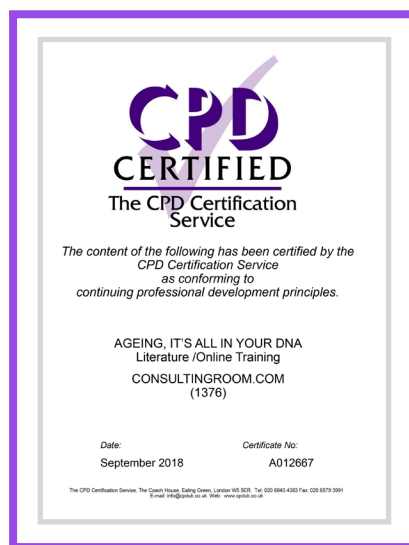 CPD
CERTIFIED
The CPD Certification
Service
The content of the following has been certified by the
CPD Certification Service
as conforming to
continuing professional development principles.
AGEING, IT'S ALL IN YOUR DNA
Literature /Online Training
CONSULTINGROOM.COM
(1376)
Date: Certificate No:
September 2018 A012667
The CPD Certification Service, The Coach House, Ealing Green, London W5 5ER Tel: 020 8840 4383 Fax: 020 8579 3991
E-mail: info@cpduk.co.uk Web: www.cpduk.co.uk